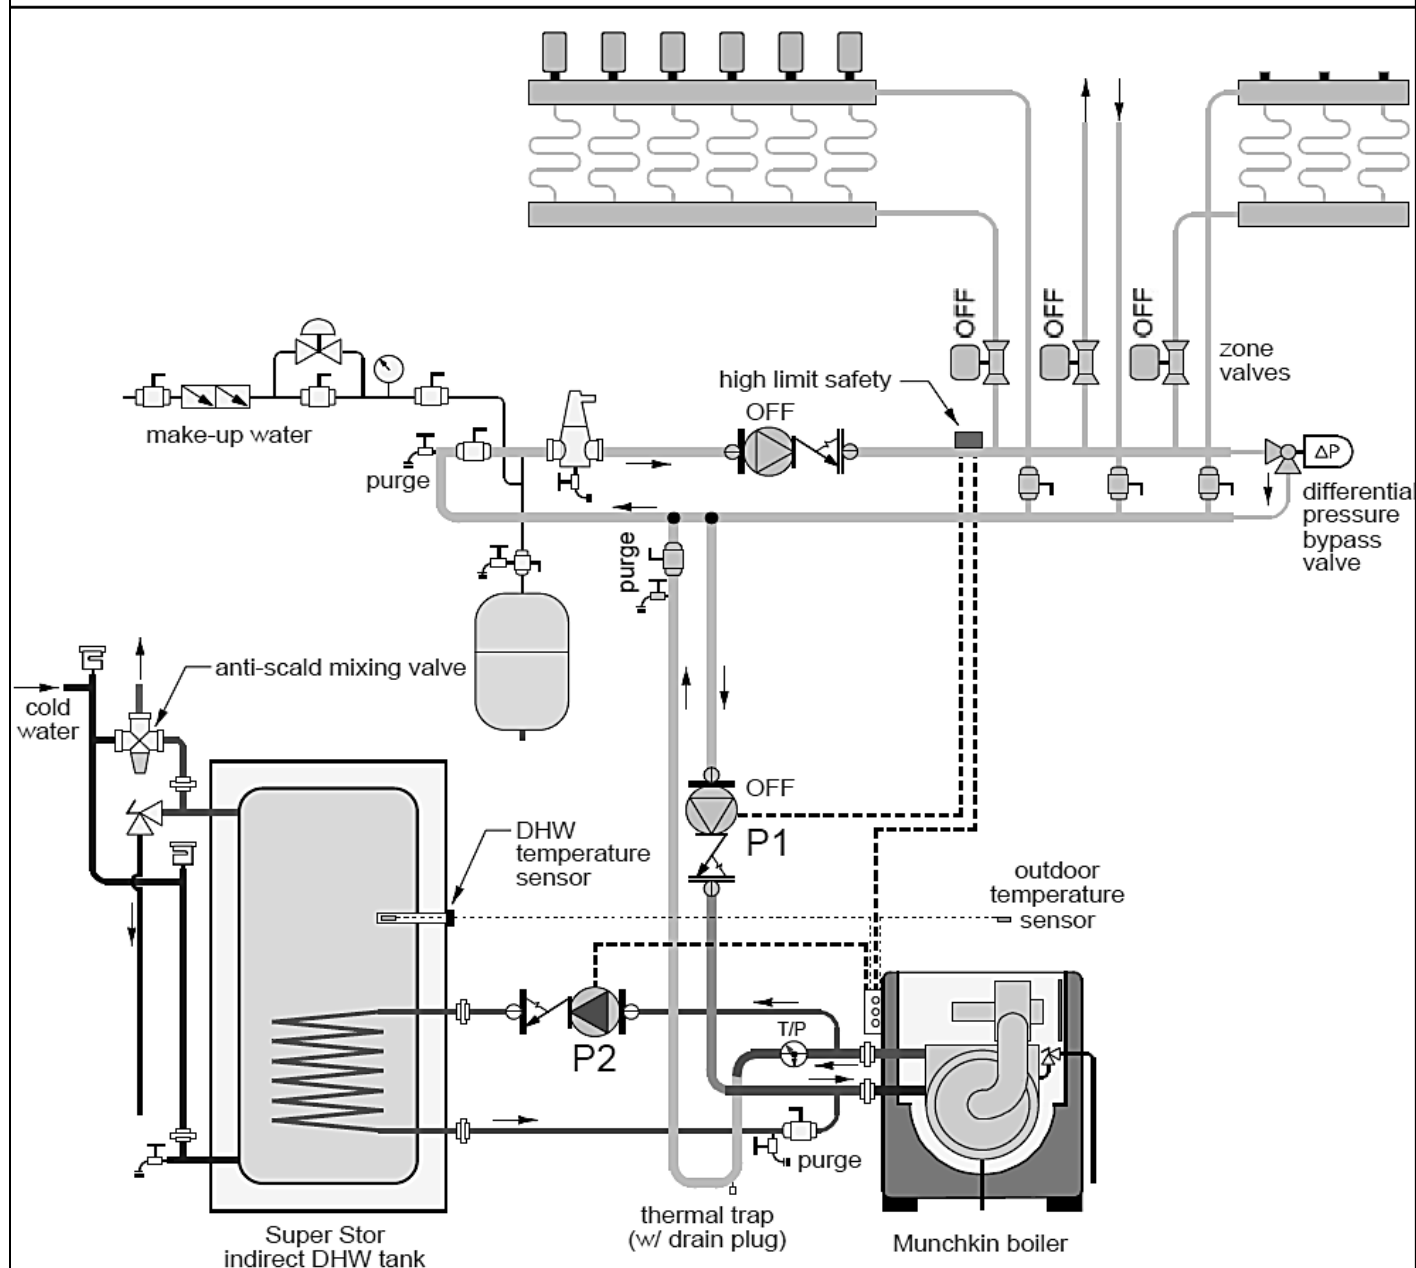 OFF
OFF
OFF
zone
valves
high limit safety
OFF
make-up water
purge
ΔP
differential
pressure
bypass
valve
purge
anti-scald mixing valve
cold
water
OFF
P1
DHW
temperature
sensor
outdoor
temperature
sensor
T/P
P2
purge
thermal trap
(w/ drain plug)
Super Stor
indirect DHW tank
Munchkin boiler